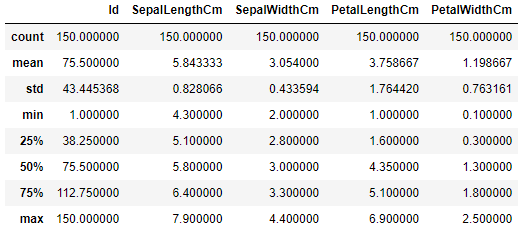 Id SepalLengthCm SepalWidthCm PetalLengthCm PetalWidthCm
count 150.000000 150.000000 150.000000 150.000000 150.000000
mean 75.500000 5.843333 3.054000 3.758667 1.198667
std 43.445368 0.828066 0.433594 1.764420 0.763161
min 1.000000 4.300000 2.000000 1.000000 0.100000
25% 38.250000 5.100000 2.800000 1.600000 0.300000
50% 75.500000 5.800000 3.000000 4.350000 1.300000
75% 112.750000 6.400000 3.300000 5.100000 1.800000
max 150.000000 7.900000 4.400000 6.900000 2.500000